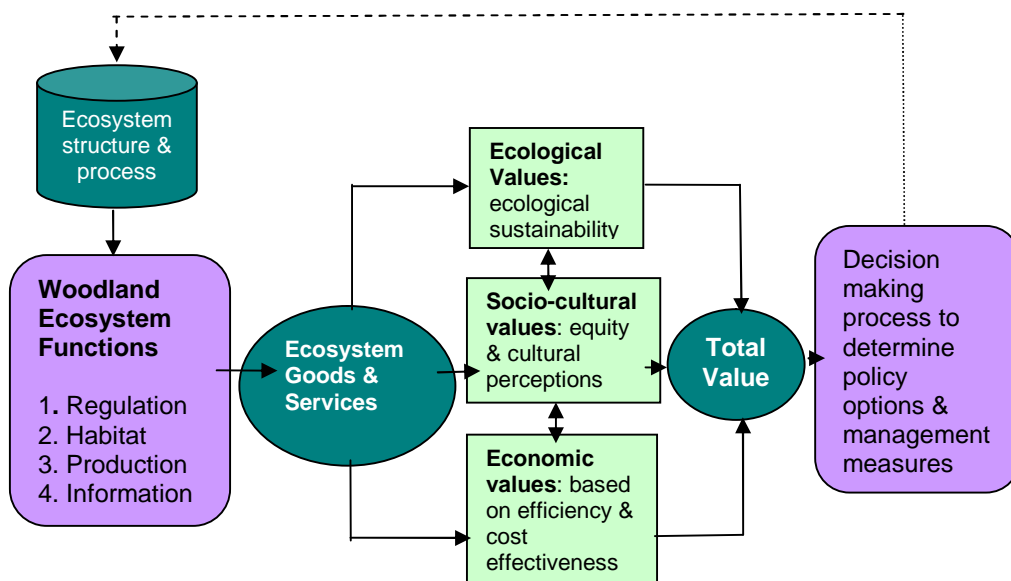 Ecosystem
structure &
process
Woodland
Ecosystem
Functions
1. Regulation
2. Habitat
3. Production
4. Information
Ecosystem
Goods &
Services
Ecological
Values:
ecological
sustainability
Socio-cultural
values: equity
& cultural
perceptions
Economic
values: based
on efficiency &
cost
effectiveness
Total
Value
Decision
making
process to
determine
policy
options &
management
measures